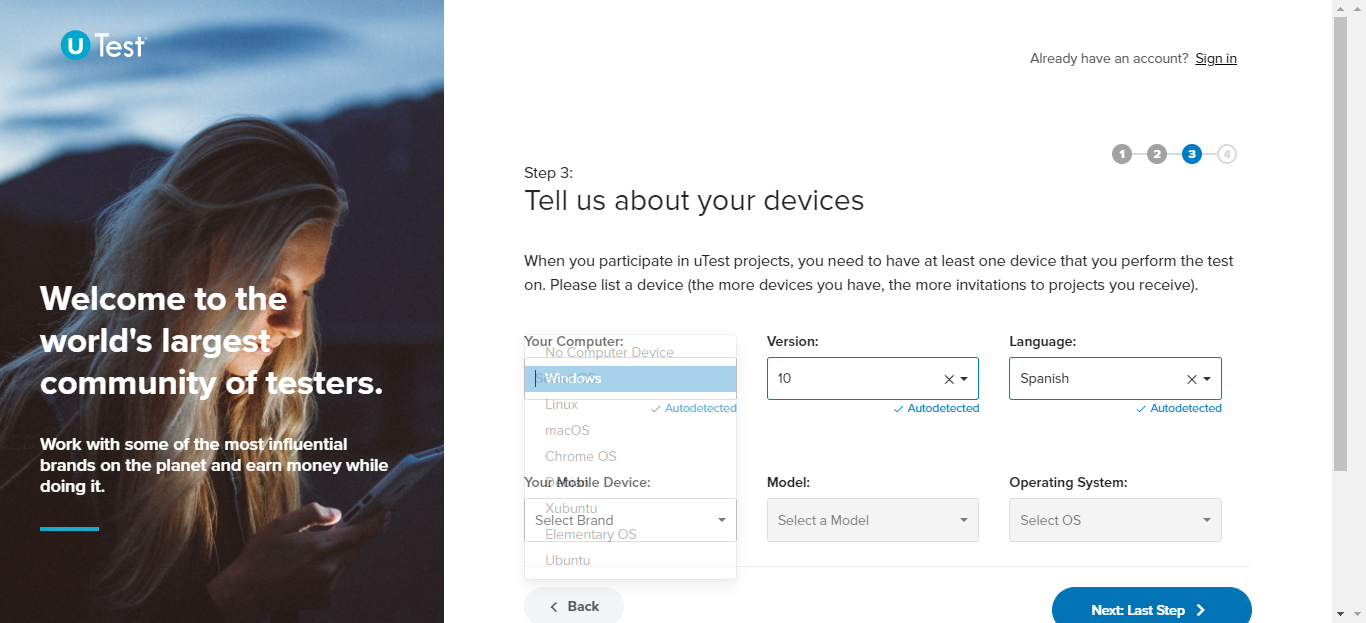 U Test
Already have an account? Sign in
1 2 3 4
Step 3:
Tell us about your devices
When you participate in uTest projects, you need to have at least one device that you perform the test
on. Please list a device (the more devices you have, the more invitations to projects you receive).
Welcome to the
world's largest
community of testers.
Work with some of the most influential
brands on the planet and earn money while
doing it.
Your Computer:
Version:
Language:
No Computer Device
Windows
10
Spanish
Linux
Autodetected
Autodetected
Autodetected
macOS
Chrome OS
Your Mobile Device:
Model:
Operating System:
Xubuntu
Select Brand
Select a Model
Select OS
Elementary OS
Ubuntu
Back
Next: Last Step